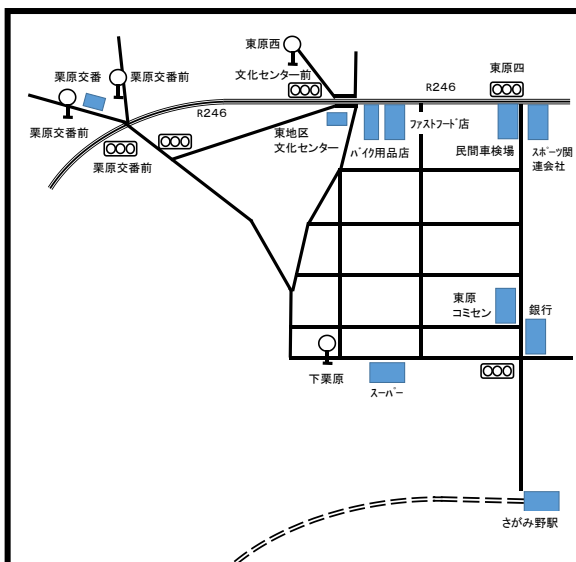 東原西
東原四
栗原交番
栗原交番前
文化センター前
R246
R246
栗原交番前
栗原交番前
東地区
文化センター
バイク用品店
ファストフード店
民間車検場
スポーツ関
連会社
東原
コミセン
銀行
下栗原
スーパー
さがみ野駅